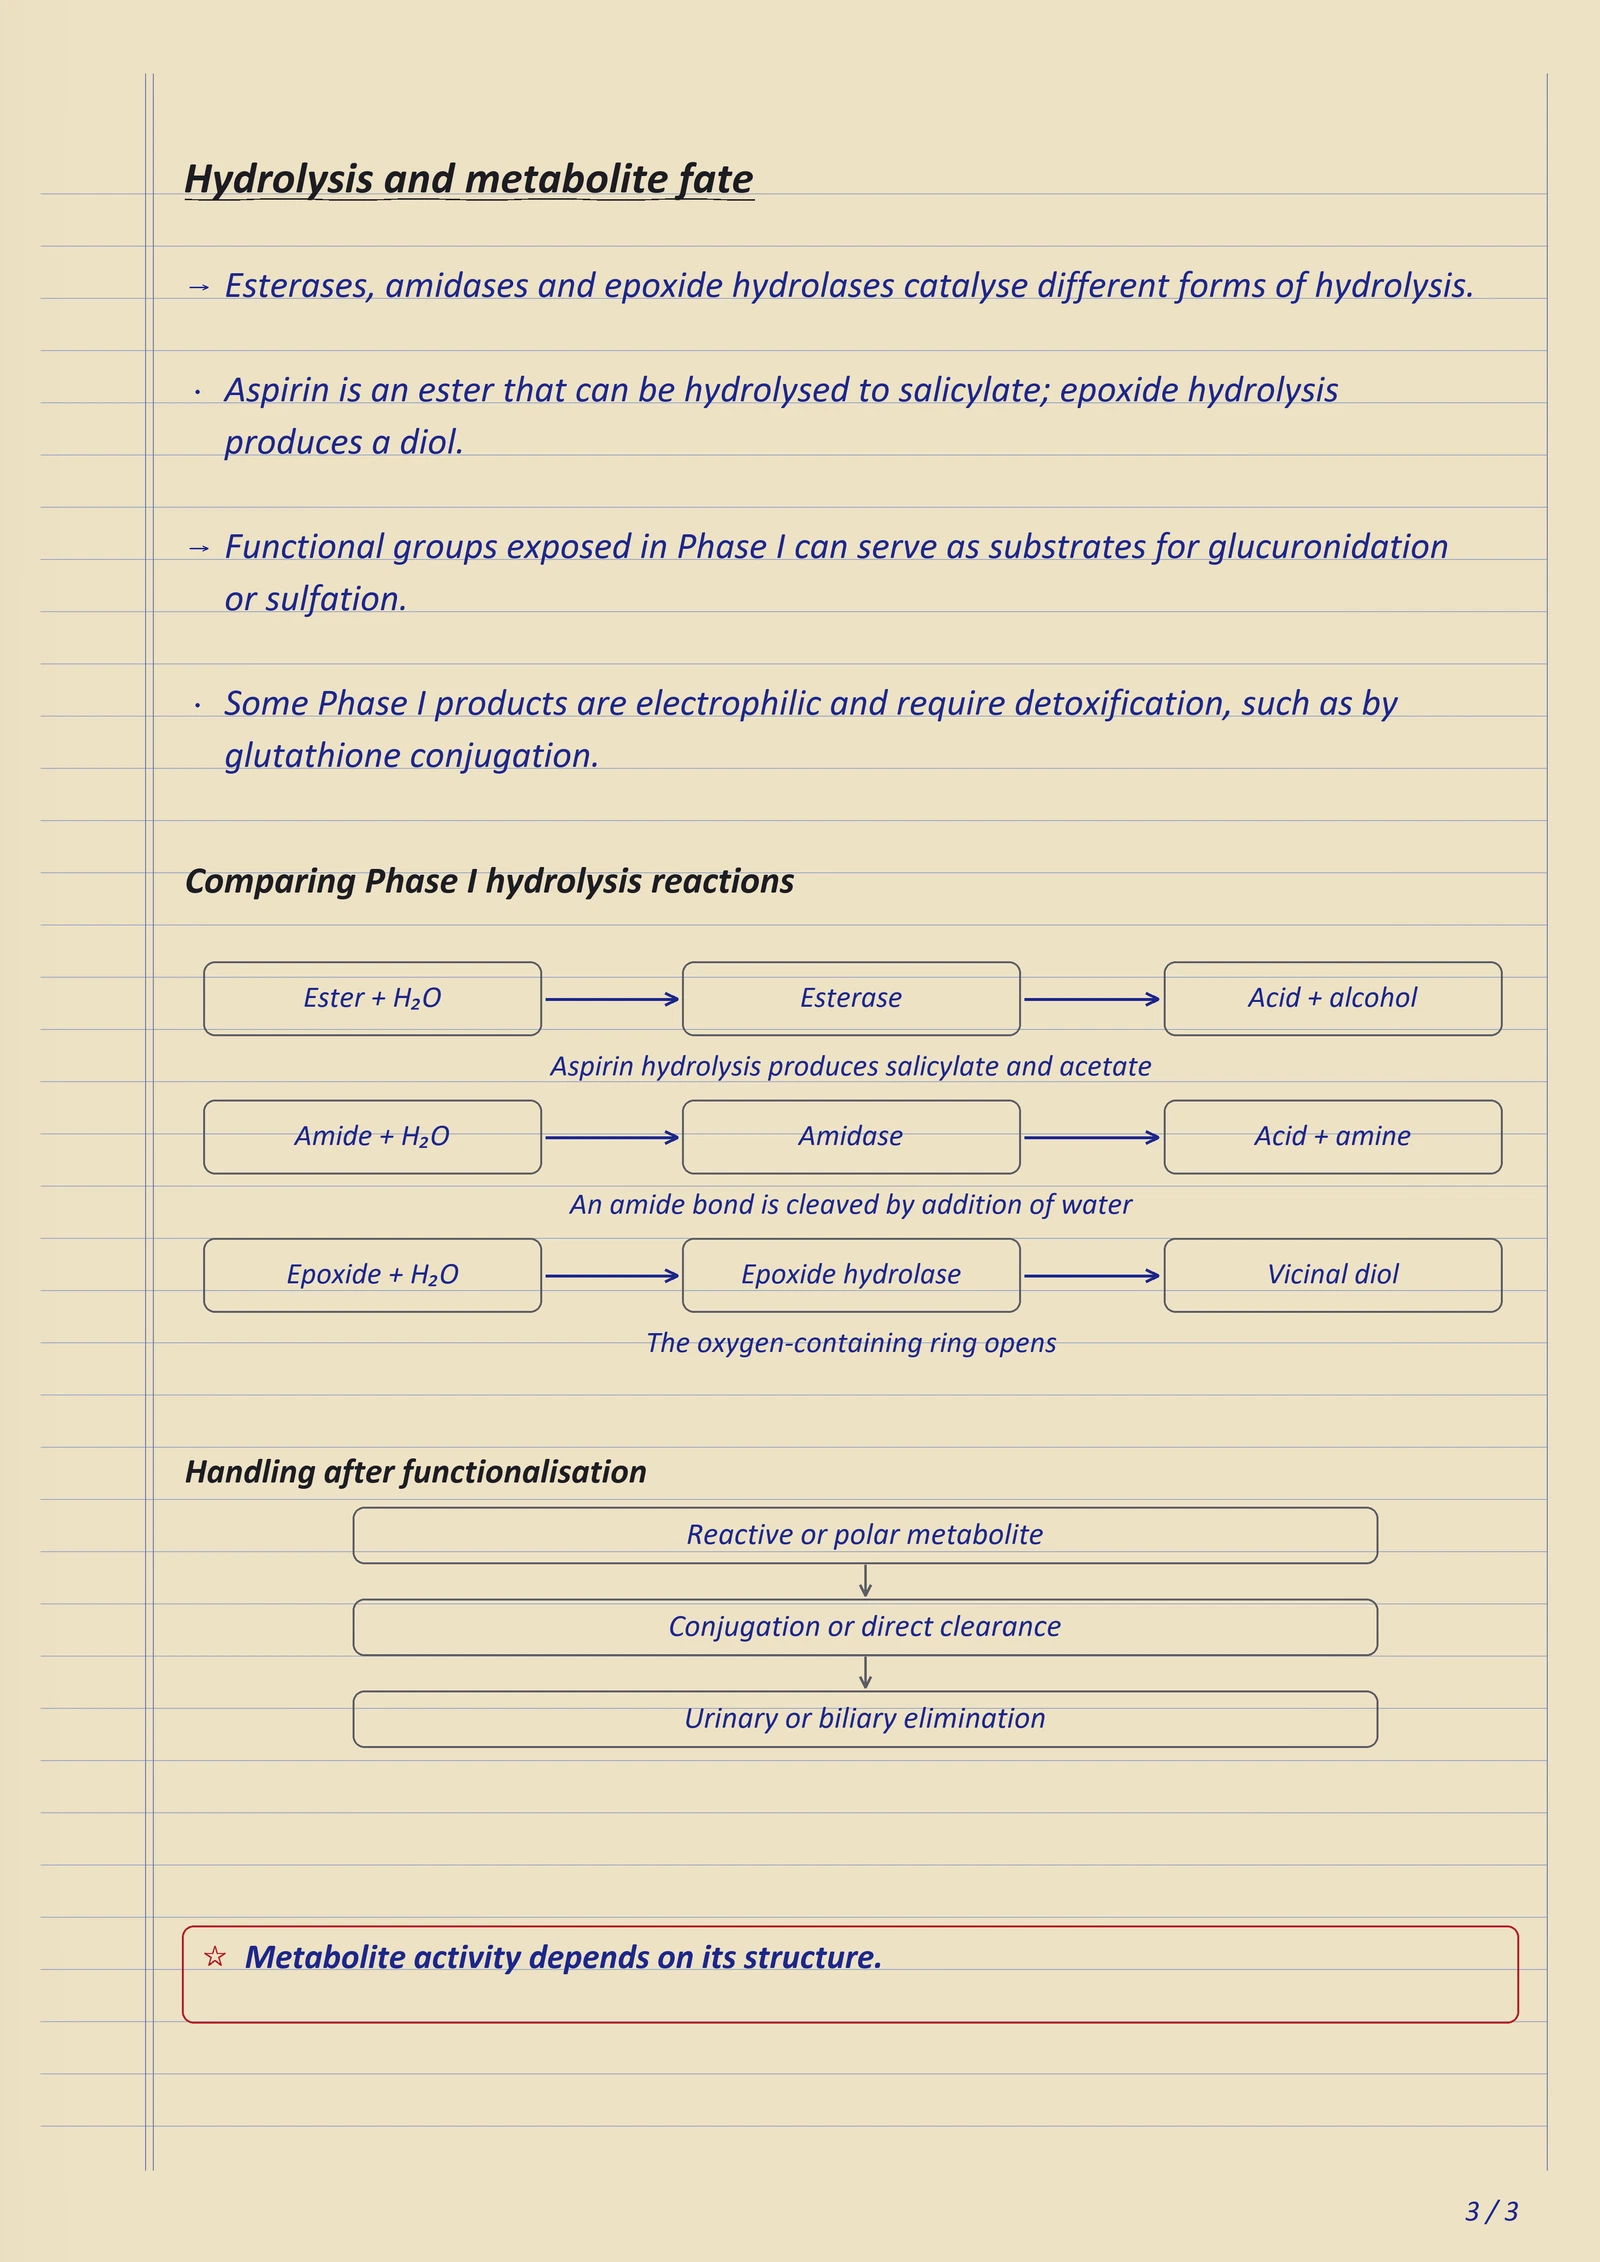 Hydrolysis and metabolite fate
→ Esterases, amidases and epoxide hydrolases catalyse different forms of hydrolysis.
· Aspirin is an ester that can be hydrolysed to salicylate; epoxide hydrolysis
produces a diol.
→ Functional groups exposed in Phase I can serve as substrates for glucuronidation
or sulfation.
· Some Phase I products are electrophilic and require detoxification, such as by
glutathione conjugation.
Comparing Phase I hydrolysis reactions
Ester + H₂O → Esterase → Acid + alcohol
Aspirin hydrolysis produces salicylate and acetate
Amide + H₂O → Amidase → Acid + amine
An amide bond is cleaved by addition of water
Epoxide + H₂O → Epoxide hydrolase → Vicinal diol
The oxygen-containing ring opens
Handling after functionalisation
Reactive or polar metabolite
↓
Conjugation or direct clearance
↓
Urinary or biliary elimination
☆ Metabolite activity depends on its structure.
3 / 3